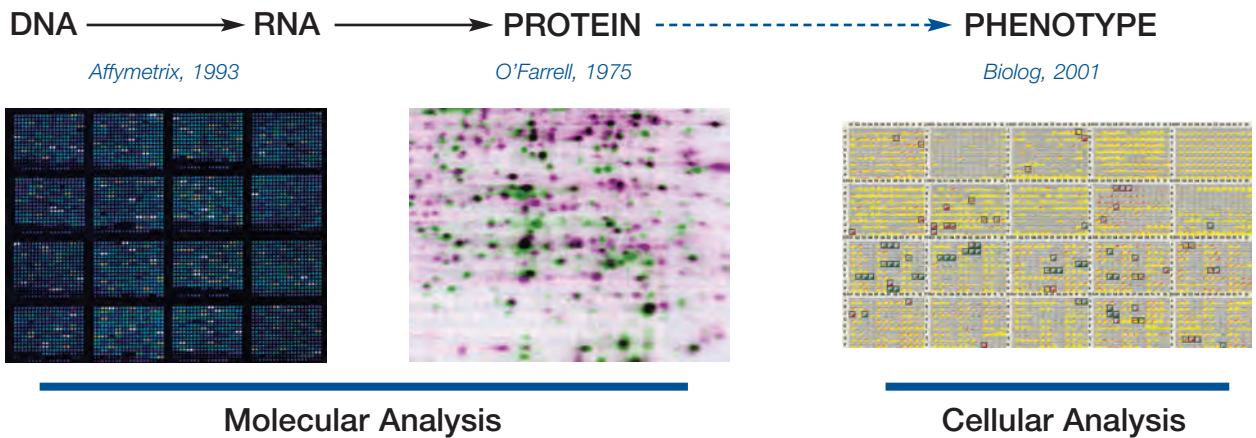 DNA RNA PROTEIN PHENOTYPE
Affymetrix, 1993 O'Farrell, 1975 Biolog, 2001
Molecular Analysis Cellular Analysis